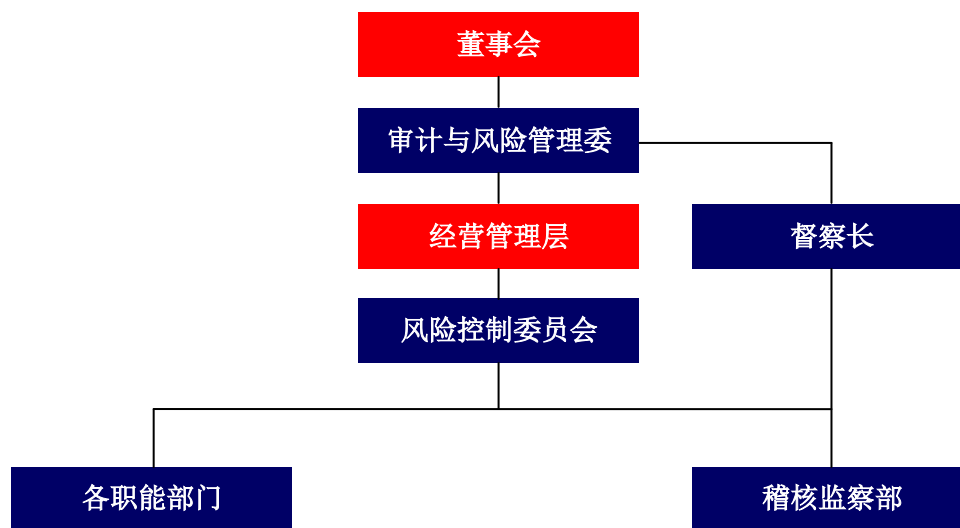 董事会
审计与风险管理委
经营管理层
督察长
风险控制委员会
各职能部门
稽核监察部